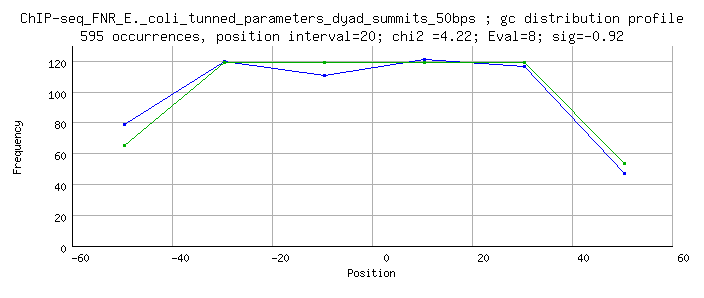 ChIP-seq_FNR_E._coli_tunned_parameters_dyad_summits_50bps ; gc distribution profile
595 occurrences, position interval=20; chi2 =4.22; Eval=8; sig=-0.92
120
100
80
60
40
20
0
Frequency
-60 -40 -20 0 20 40 60
Position